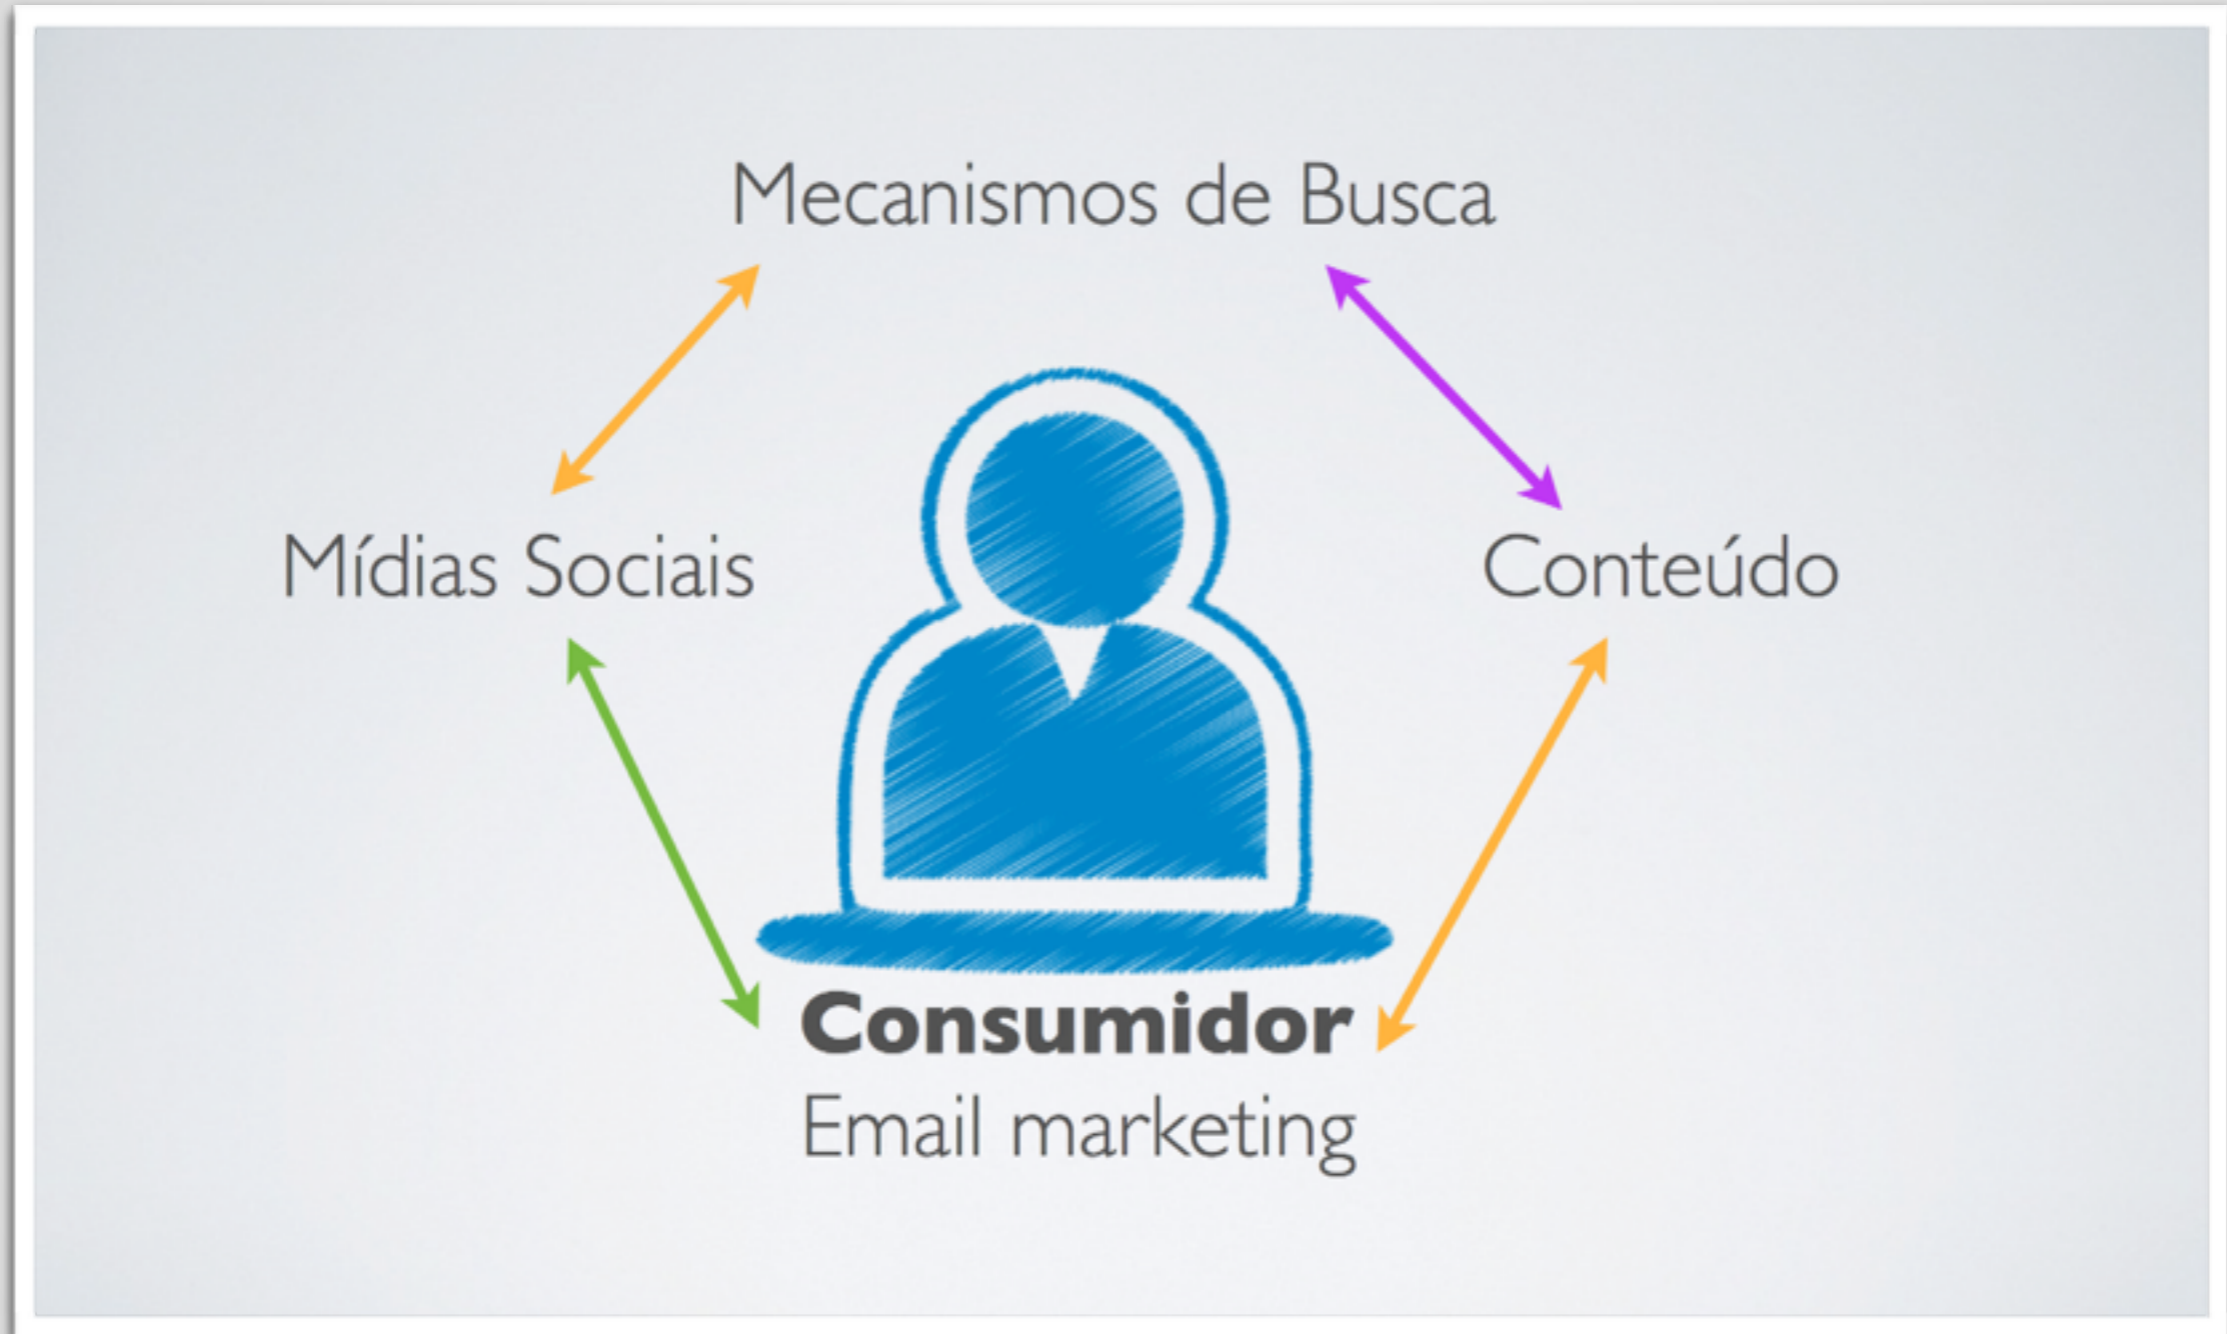 Mecanismos de Busca
Mídias Sociais
Conteúdo
Consumidor
Email marketing